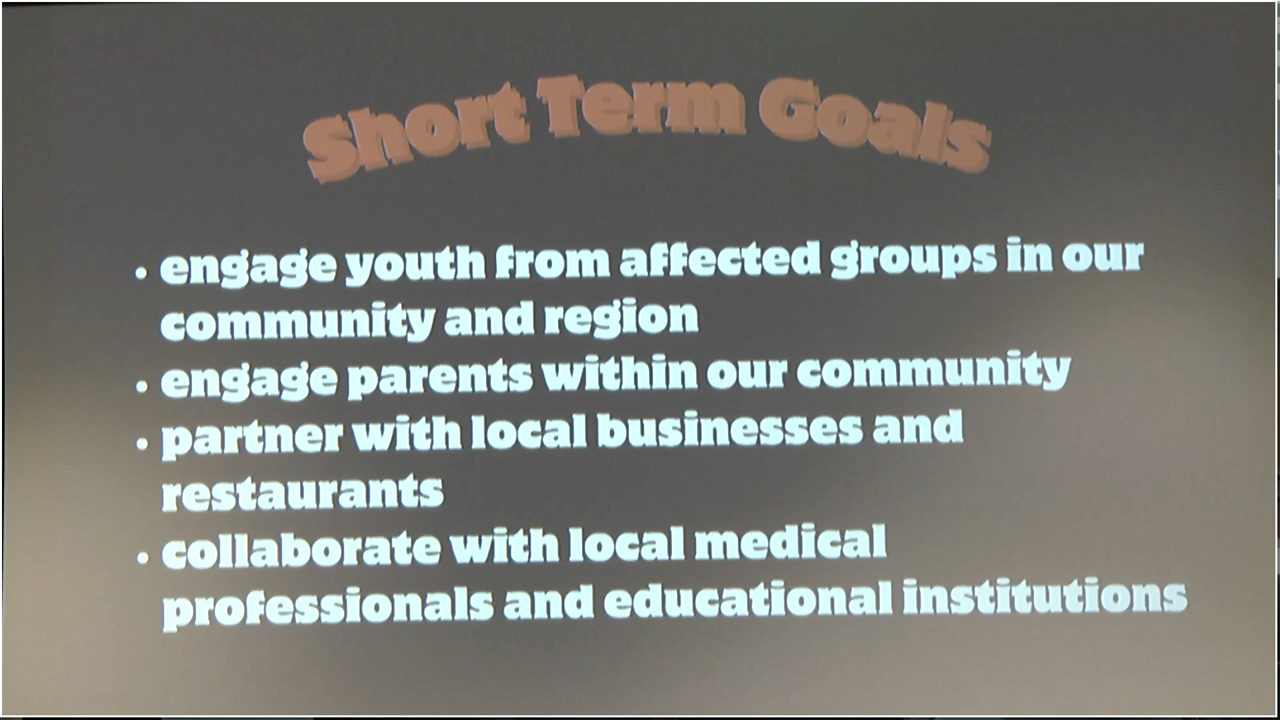 Short Term Goals
• engage youth from affected groups in our
community and region
• engage parents within our community
• partner with local businesses and
restaurants
• collaborate with local medical
professionals and educational institutions